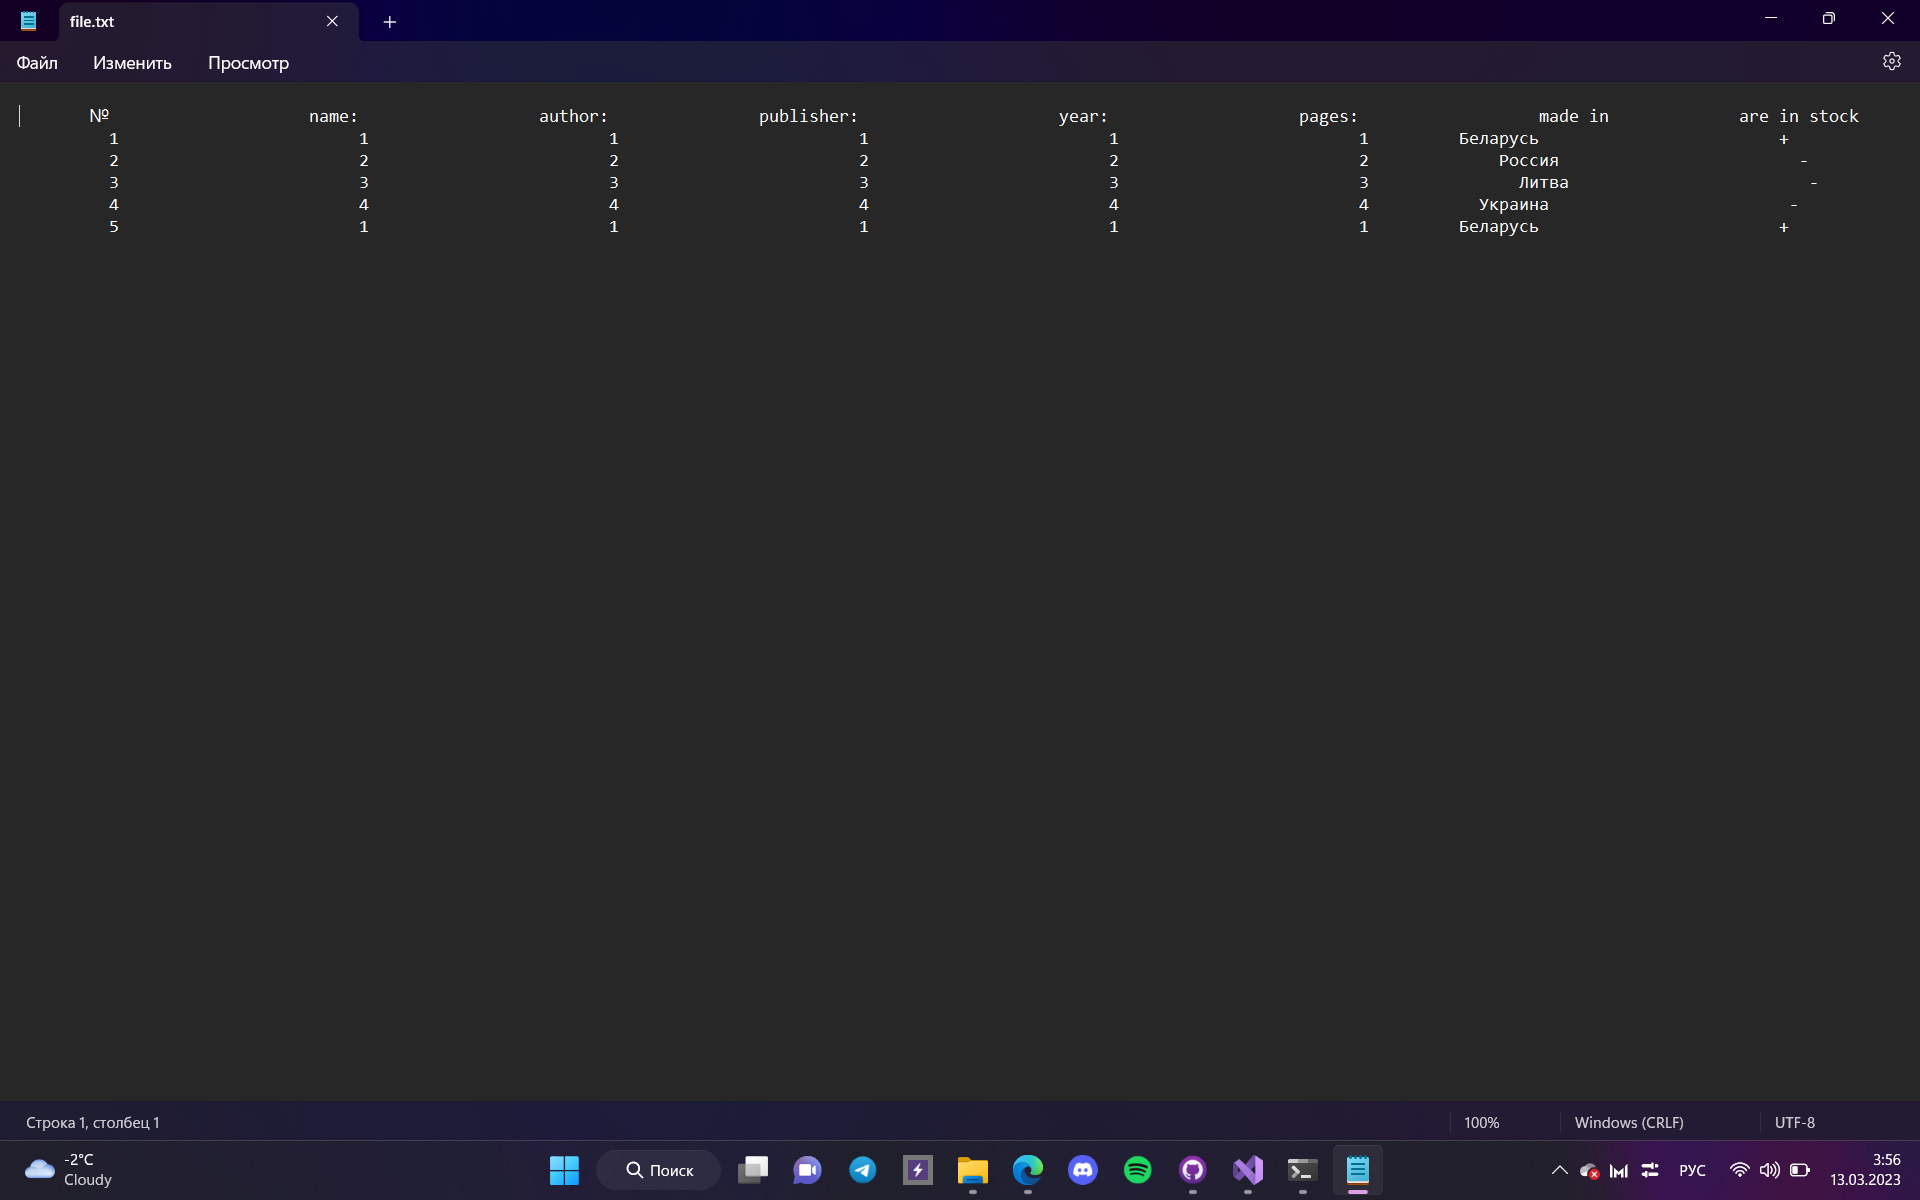 file.txt
Файл Изменить Просмотр
№ name: author: publisher: year: pages: made in are in stock
1 1 1 1 1 1 Беларусь +
2 2 2 2 2 2 Россия -
3 3 3 3 3 3 Литва -
4 4 4 4 4 4 Украина -
5 1 1 1 1 1 Беларусь +
Строка 1, столбец 1 100% Windows (CRLF) UTF-8
-2°C
Cloudy
Поиск
РУС
3:56
13.03.2023